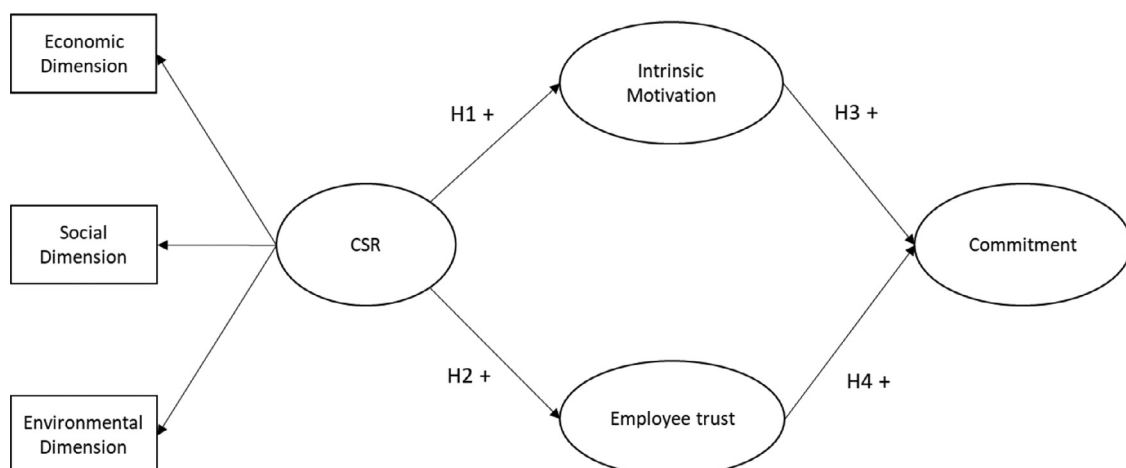 Economic
Dimension
Intrinsic
Motivation
H1 +
H3 +
Social
Dimension
CSR
Commitment
H2 +
H4 +
Environmental
Dimension
Employee trust